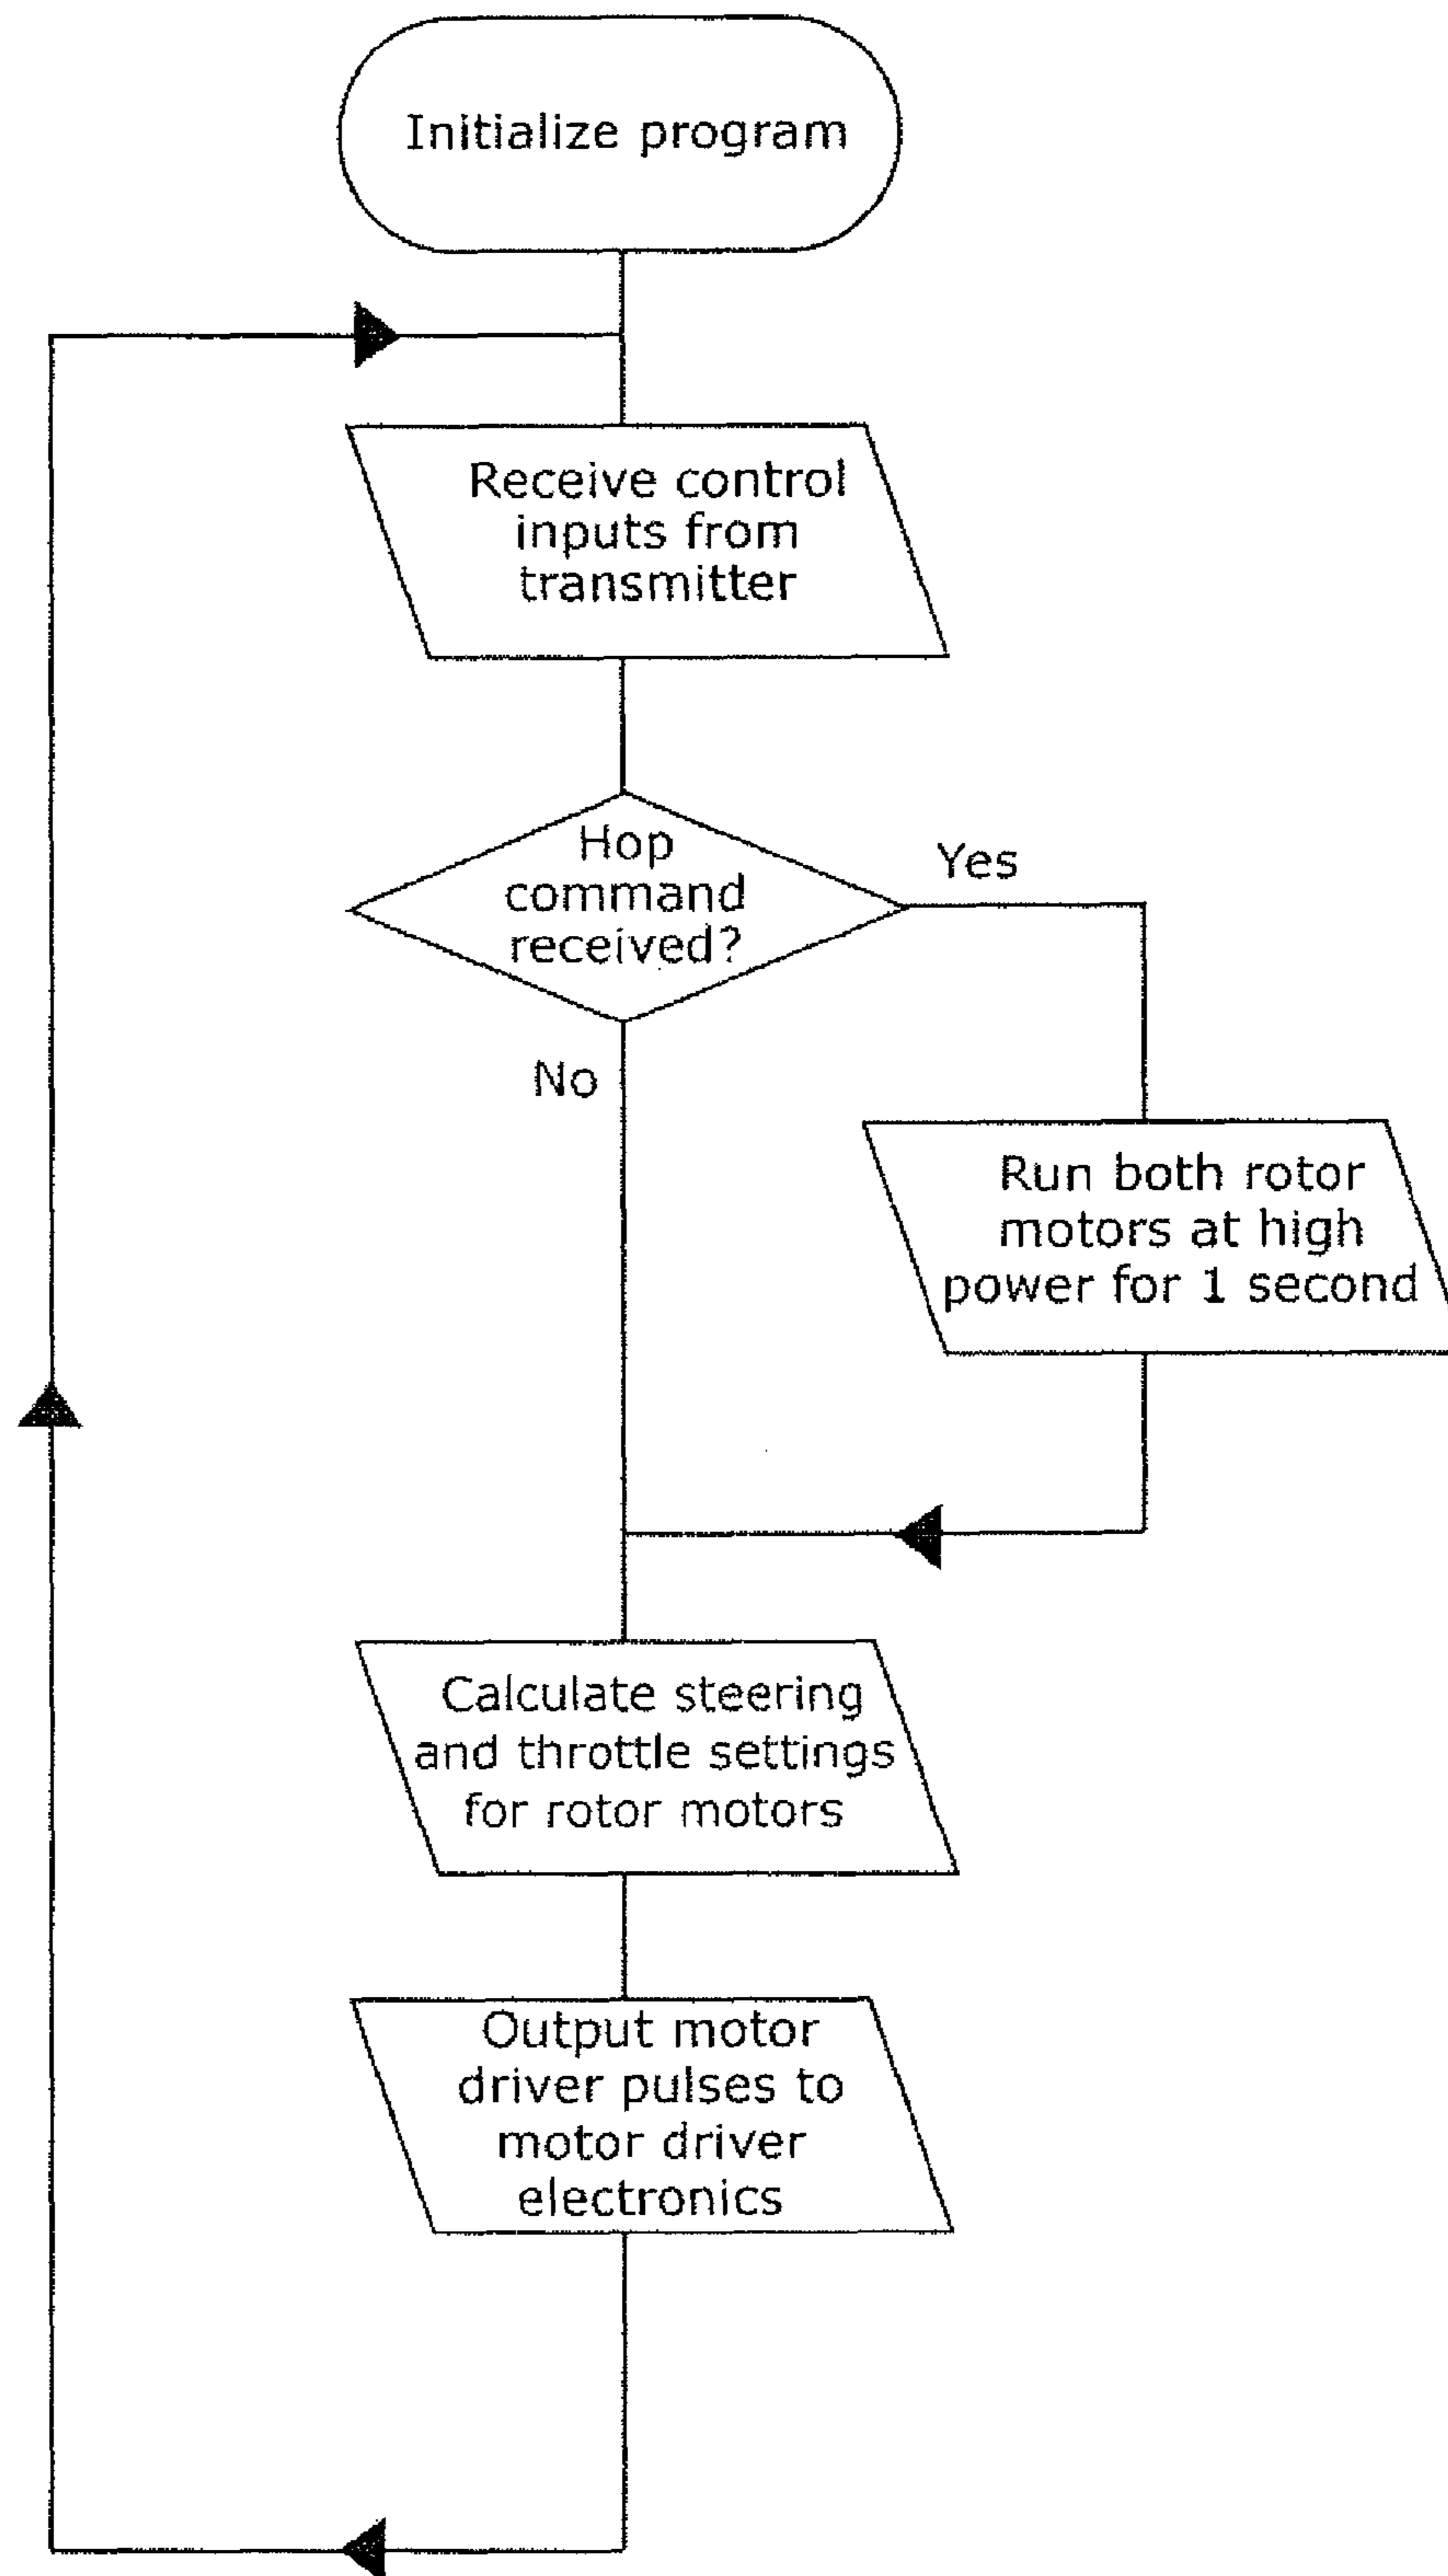 Initialize program
Receive control
inputs from
transmitter
Hop
command
received?
Yes
No
Run both rotor
motors at high
power for 1 second
Calculate steering
and throttle settings
for rotor motors
Output motor
driver pulses to
motor driver
electronics